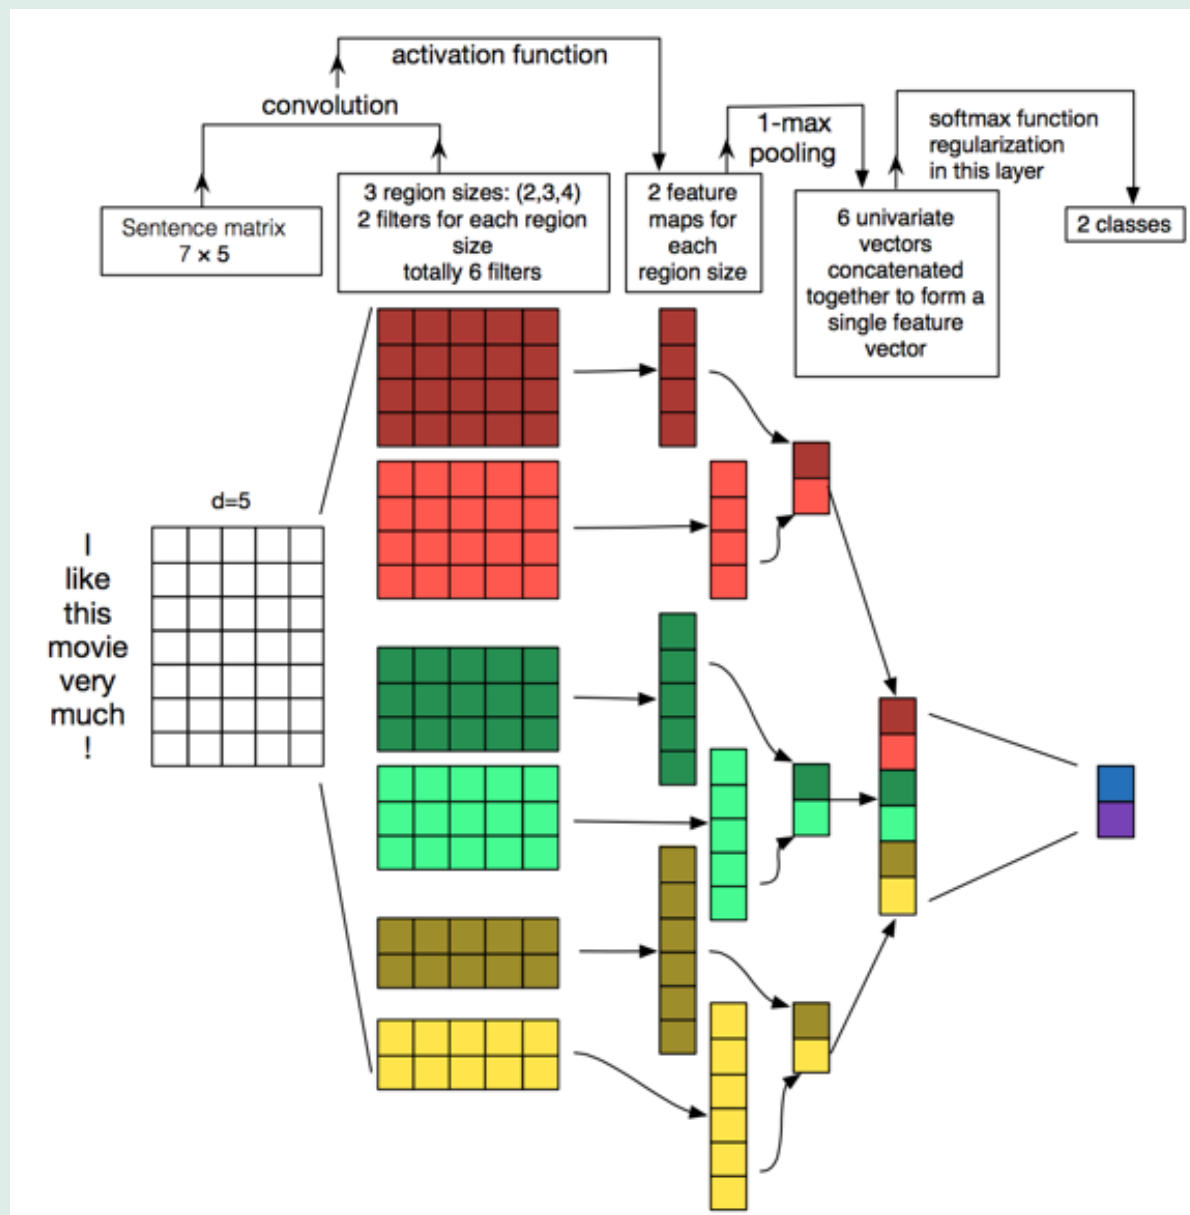 activation function
convolution
1-max
pooling
softmax function
regularization
in this layer
Sentence matrix
7 × 5
3 region sizes: (2,3,4)
2 filters for each region
size
totally 6 filters
2 feature
maps for
each
region size
6 univariate
vectors
concatenated
together to form a
single feature
vector
2 classes
d=5
I
like
this
movie
very
much
!